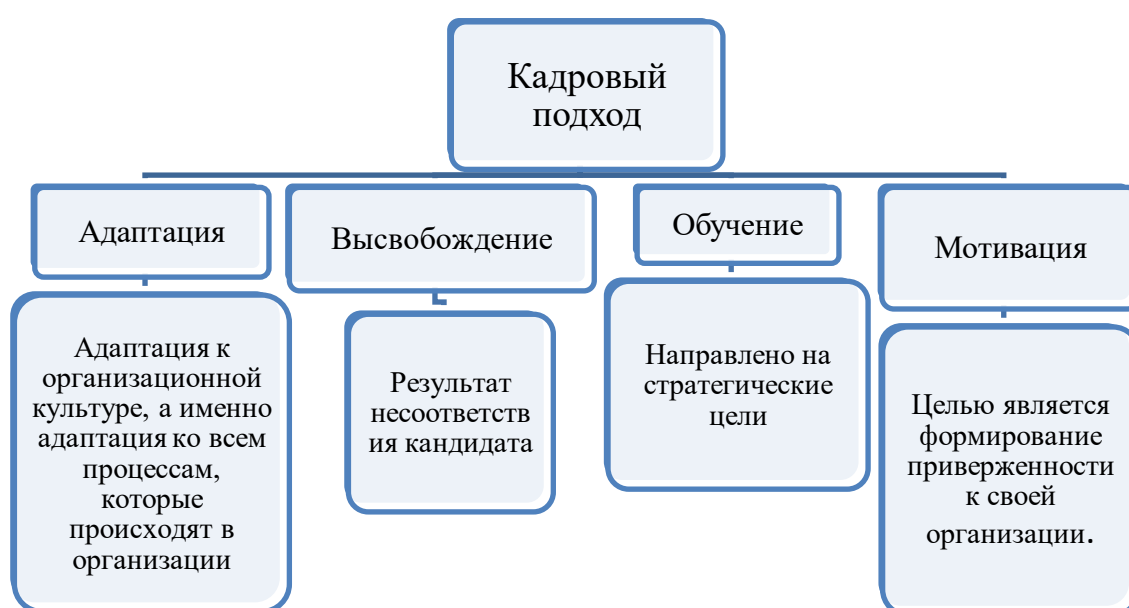 Кадровый
подход
Адаптация
Высвобождение
Обучение
Мотивация
Адаптация к
организационной
культуре, а именно
адаптация ко всем
процессам,
которые
происходят в
организации
Результат
несоответств
ия кандидата
Направлено на
стратегические
цели
Целью является
формирование
приверженности
к своей
организации.